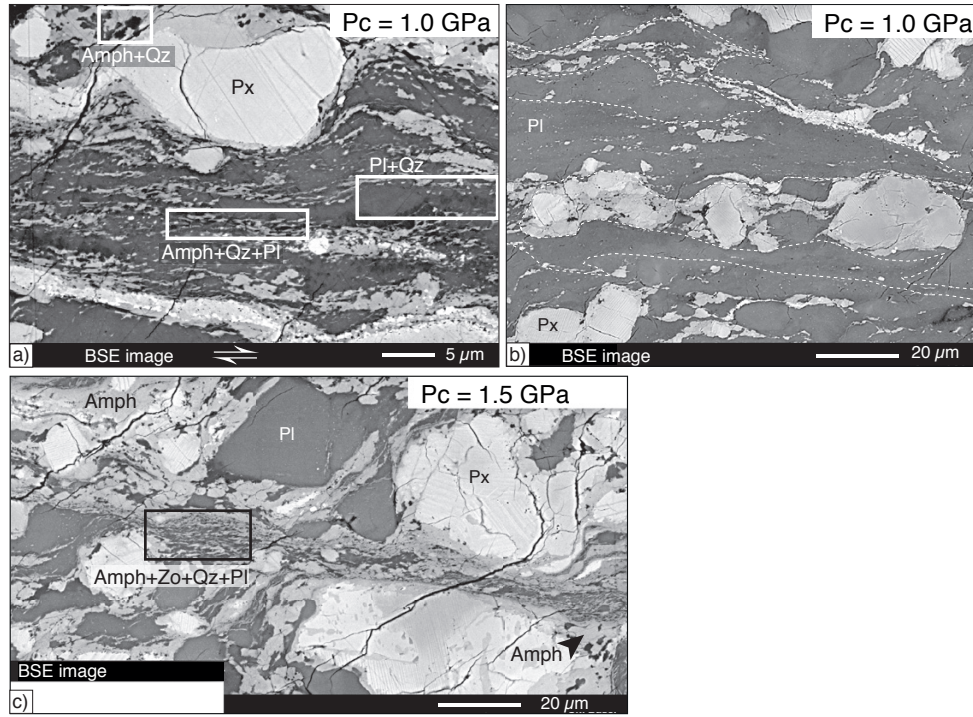 Pc = 1.0 GPa
Amph+Qz
Px
Pl+Qz
Amph+Qz+Pl
a)
BSE image
5 µm
Pc = 1.0 GPa
Pl
Px
b)
BSE image
20 µm
Pc = 1.5 GPa
Amph
Pl
Px
Amph+Zo+Qz+Pl
Amph
BSE image
c)
20 µm